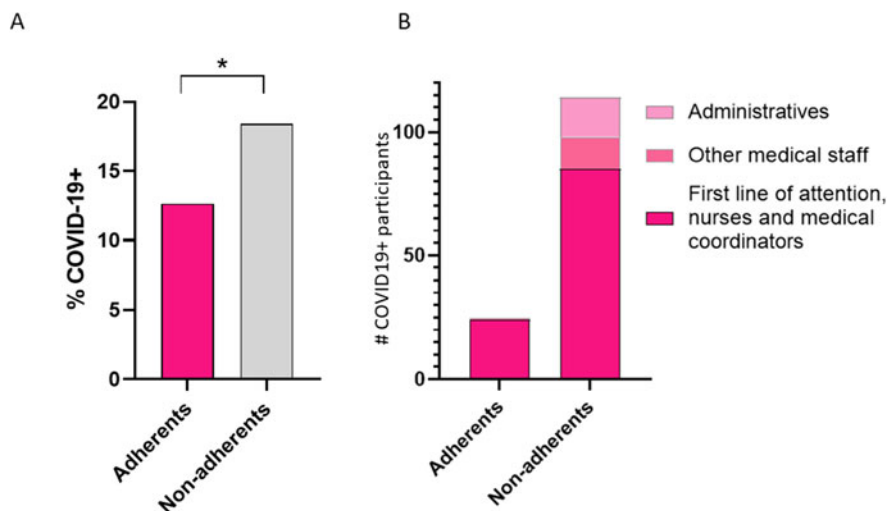 A
*
% COVID-19+
20
15
10
5
0
Adherents
Non-adherents
B
# COVID19+ participants
100
50
0
Adherents
Non-adherents
Administratives
Other medical staff
First line of attention,
nurses and medical
coordinators